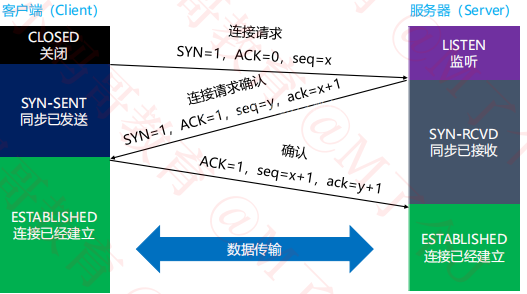 客户端（Client)
服务器（Server)
CLOSED
关闭
连接请求
SYN=1，ACK=0，seq=x
LISTEN
监听
SYN-SENT
同步已发送
连接请求确认
SYN=1，ACK=1，seq=y，ack=x+1
SYN-RCVD
同步已接收
确认
ACK=1，seq=x+1，ack=y+1
ESTABLISHED
连接已经建立
数据传输
ESTABLISHED
连接已经建立